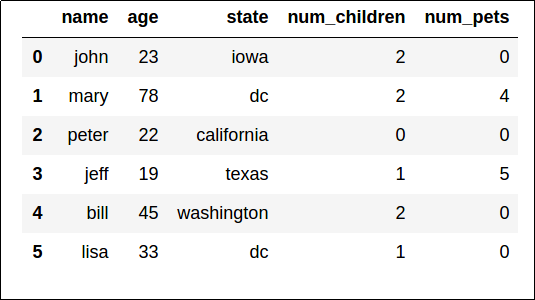 name age state num_children num_pets
0 john 23 iowa 2 0
1 mary 78 dc 2 4
2 peter 22 california 0 0
3 jeff 19 texas 1 5
4 bill 45 washington 2 0
5 lisa 33 dc 1 0